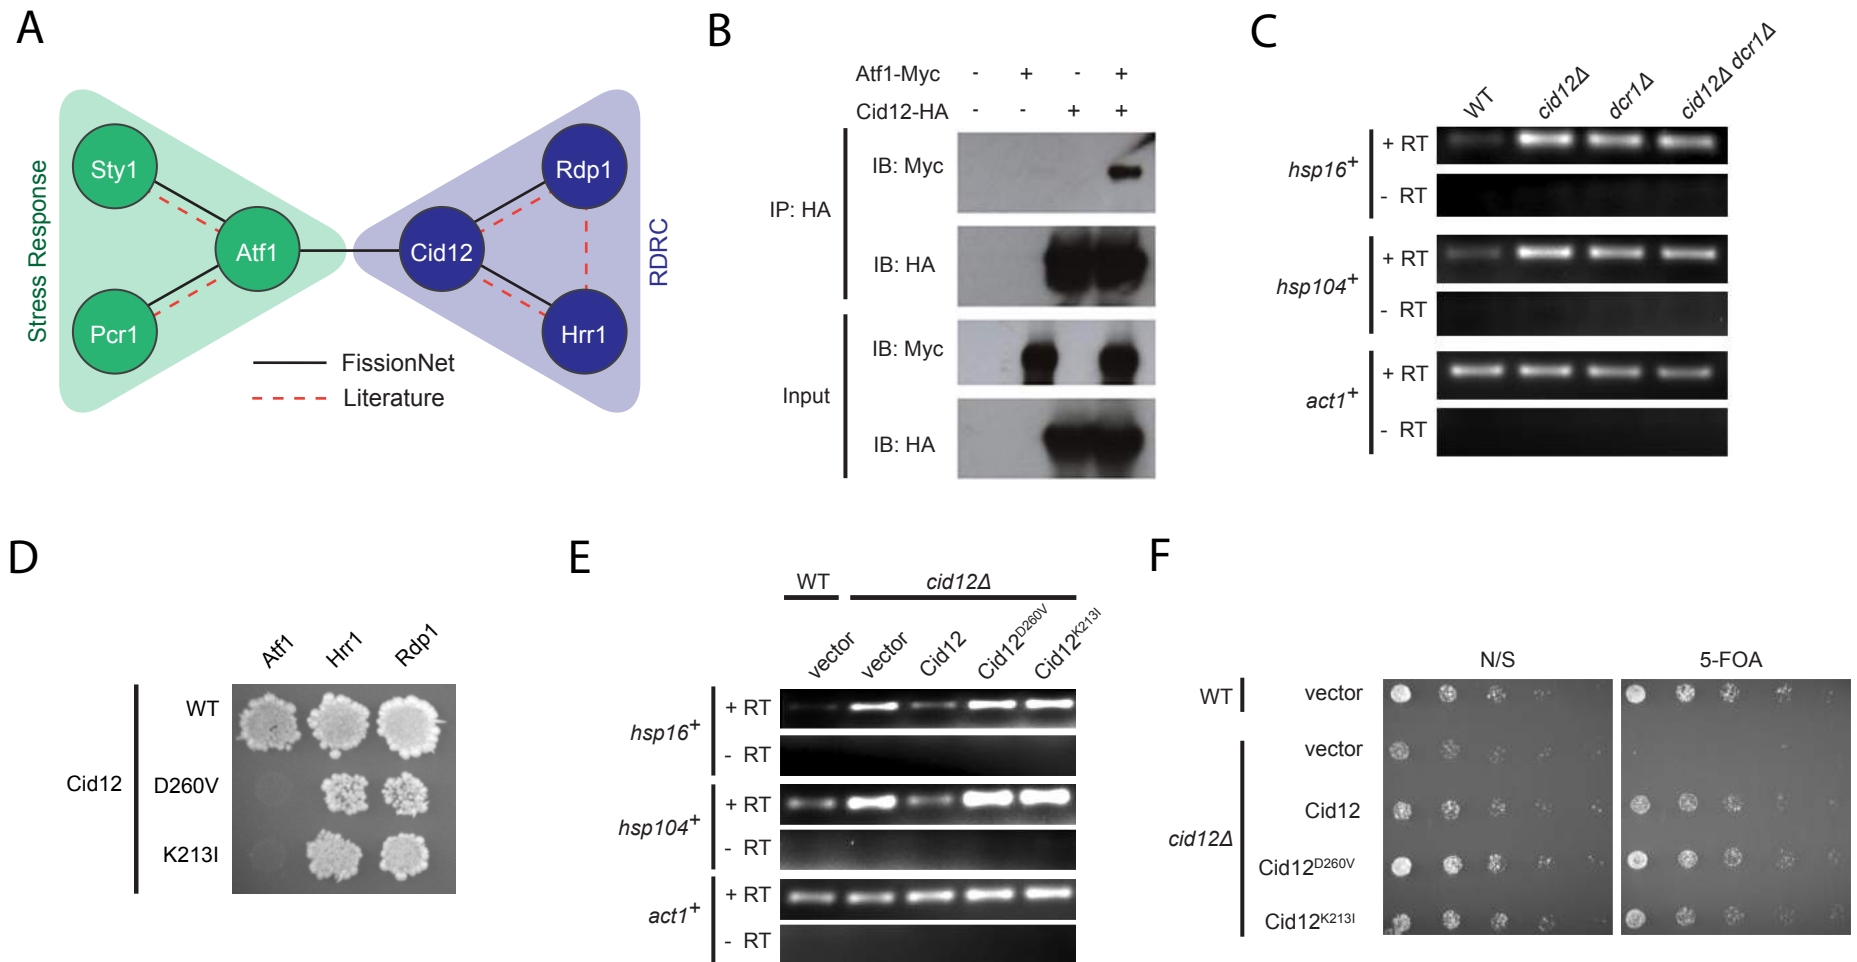 A
Stress Response
Sty1
Atf1
Pcr1
Cid12
Rdp1
Hrr1
RDRC
FissionNet
Literature
B
Atf1-Myc - + - +
Cid12-HA - - + +
IP: HA
IB: Myc
IB: HA
Input
IB: Myc
IB: HA
C
WT cid12Δ dcr1Δ cid12Δ dcr1Δ
hsp16+
+ RT
- RT
hsp104+
+ RT
- RT
act1+
+ RT
- RT
D
Atf1 Hrr1 Rdp1
Cid12
WT
D260V
K213I
E
WT cid12Δ
vector vector Cid12 Cid12D260V Cid12K213I
hsp16+
+ RT
- RT
hsp104+
+ RT
- RT
act1+
+ RT
- RT
F
N/S 5-FOA
WT vector
cid12Δ
vector
Cid12
Cid12D260V
Cid12K213I